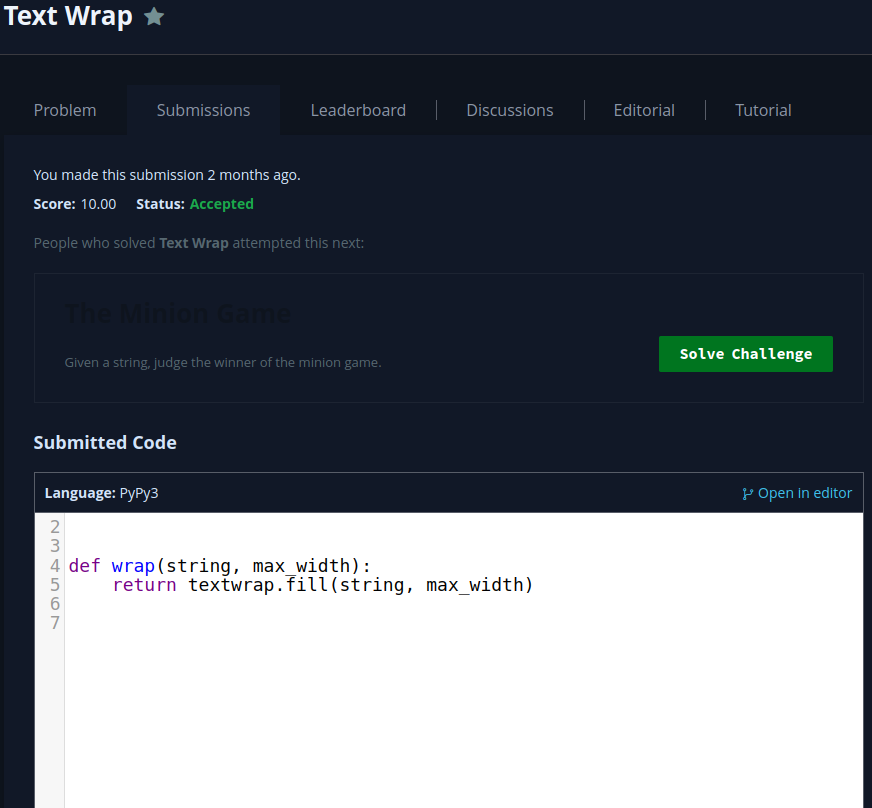 Text Wrap
Problem Submissions Leaderboard Discussions Editorial Tutorial
You made this submission 2 months ago.
Score: 10.00 Status: Accepted
People who solved Text Wrap attempted this next:
The Minion Game
Given a string, judge the winner of the minion game.
Solve Challenge
Submitted Code
Language: PyPy3 Open in editor
2
3
4 def wrap(string, max_width):
5     return textwrap.fill(string, max_width)
6
7